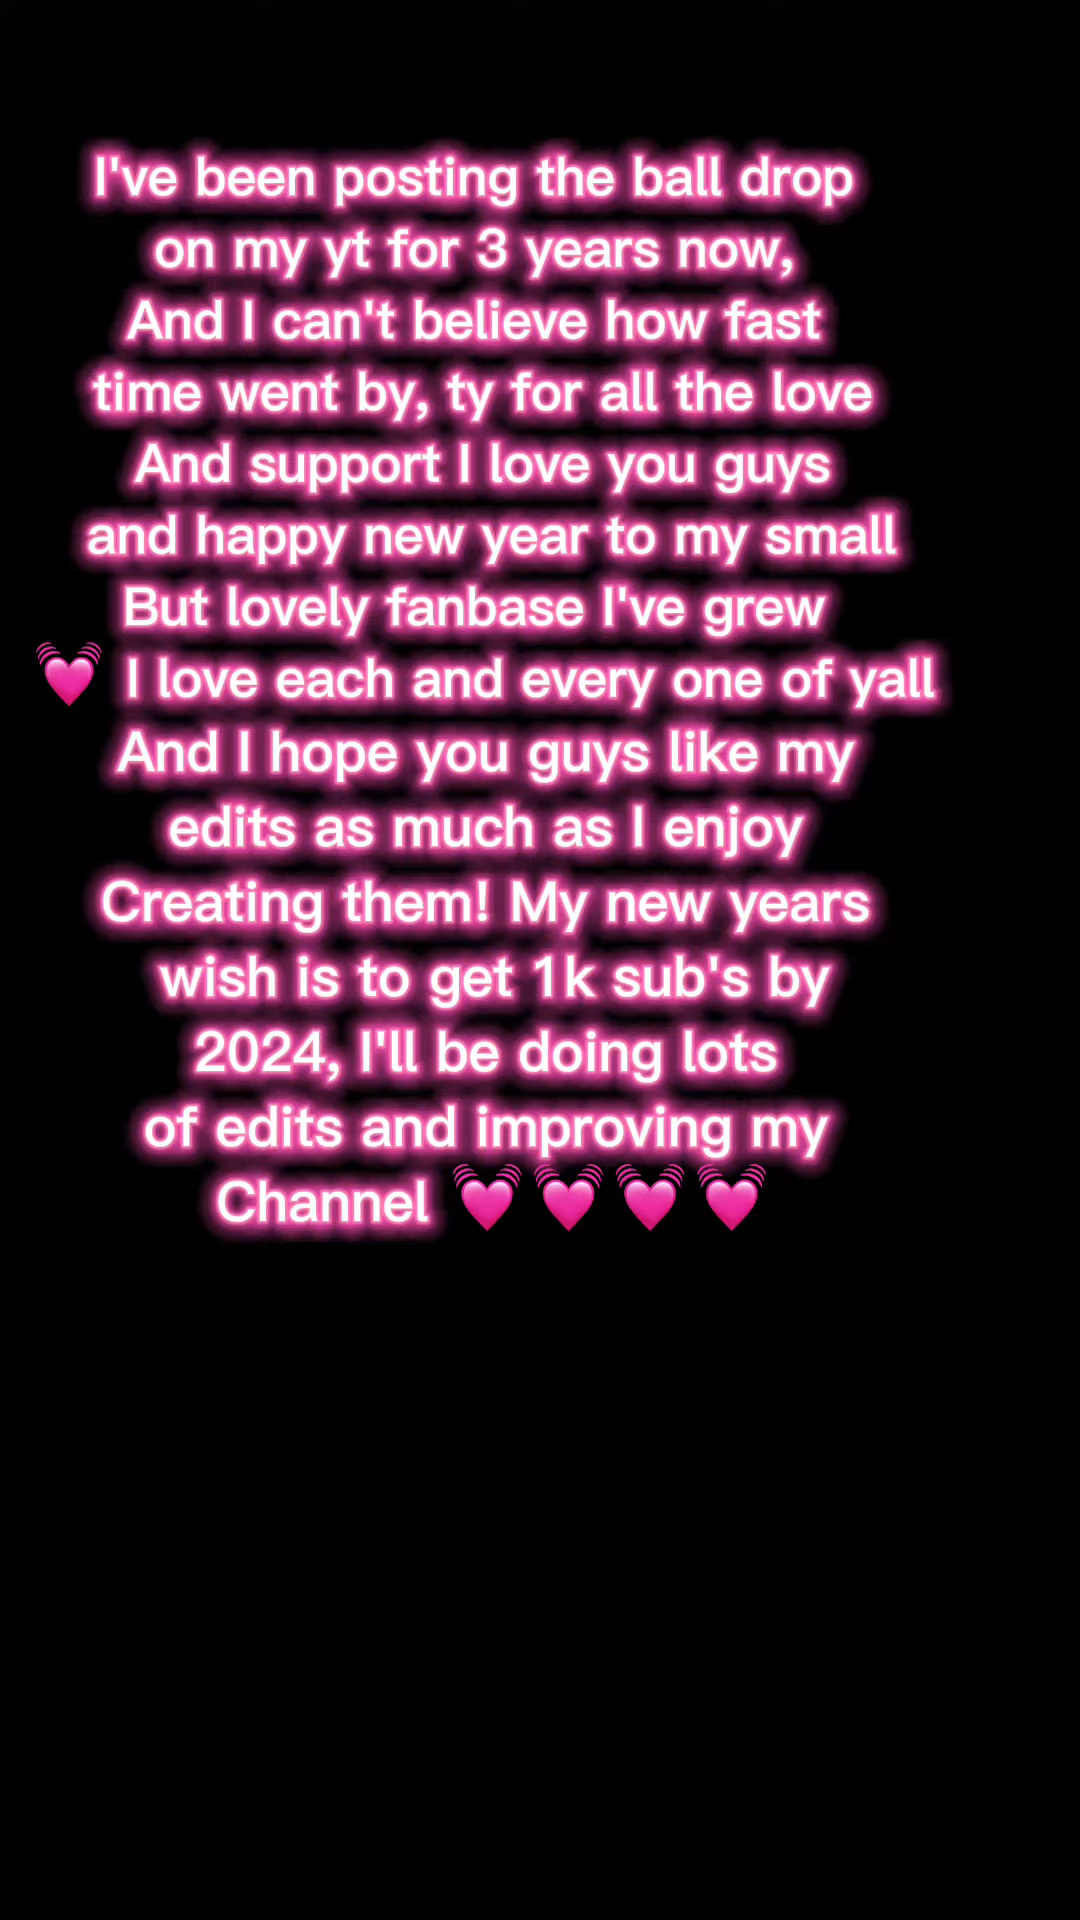 I've been posting the ball drop
on my yt for 3 years now,
And I can't believe how fast
time went by, ty for all the love
And support I love you guys
and happy new year to my small
But lovely fanbase I've grew
💓 I love each and every one of yall
And I hope you guys like my
edits as much as I enjoy
Creating them! My new years
wish is to get 1k sub's by
2024, I'll be doing lots
of edits and improving my
Channel 💓💓💓💓